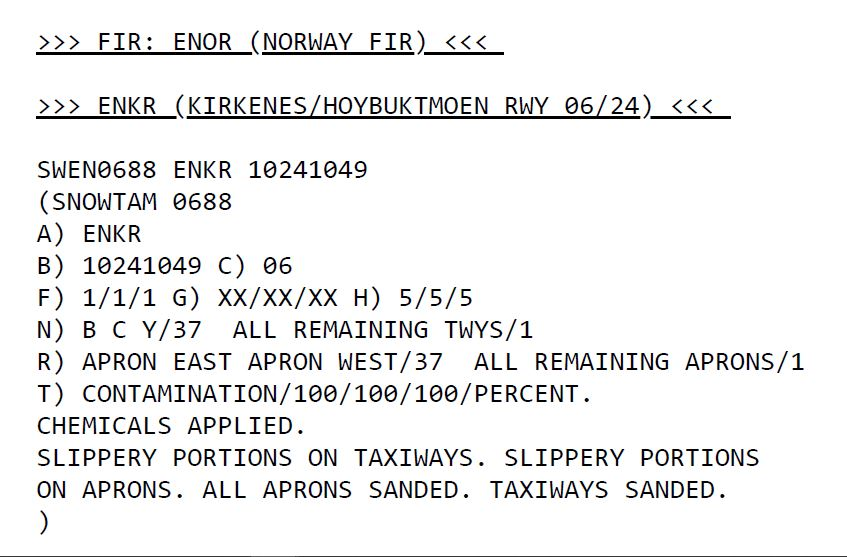 >>> FIR: ENOR (NORWAY FIR) <<<
>>> ENKR (KIRKENES/HOYBUKTMOEN RWY 06/24) <<<
SWEN0688 ENKR 10241049
(SNOWTAM 0688
A) ENKR
B) 10241049 C) 06
F) 1/1/1 G) XX/XX/XX H) 5/5/5
N) B C Y/37  ALL REMAINING TWYS/1
R) APRON EAST APRON WEST/37  ALL REMAINING APRONS/1
T) CONTAMINATION/100/100/100/PERCENT.
CHEMICALS APPLIED.
SLIPPERY PORTIONS ON TAXIWAYS. SLIPPERY PORTIONS
ON APRONS. ALL APRONS SANDED. TAXIWAYS SANDED.
)